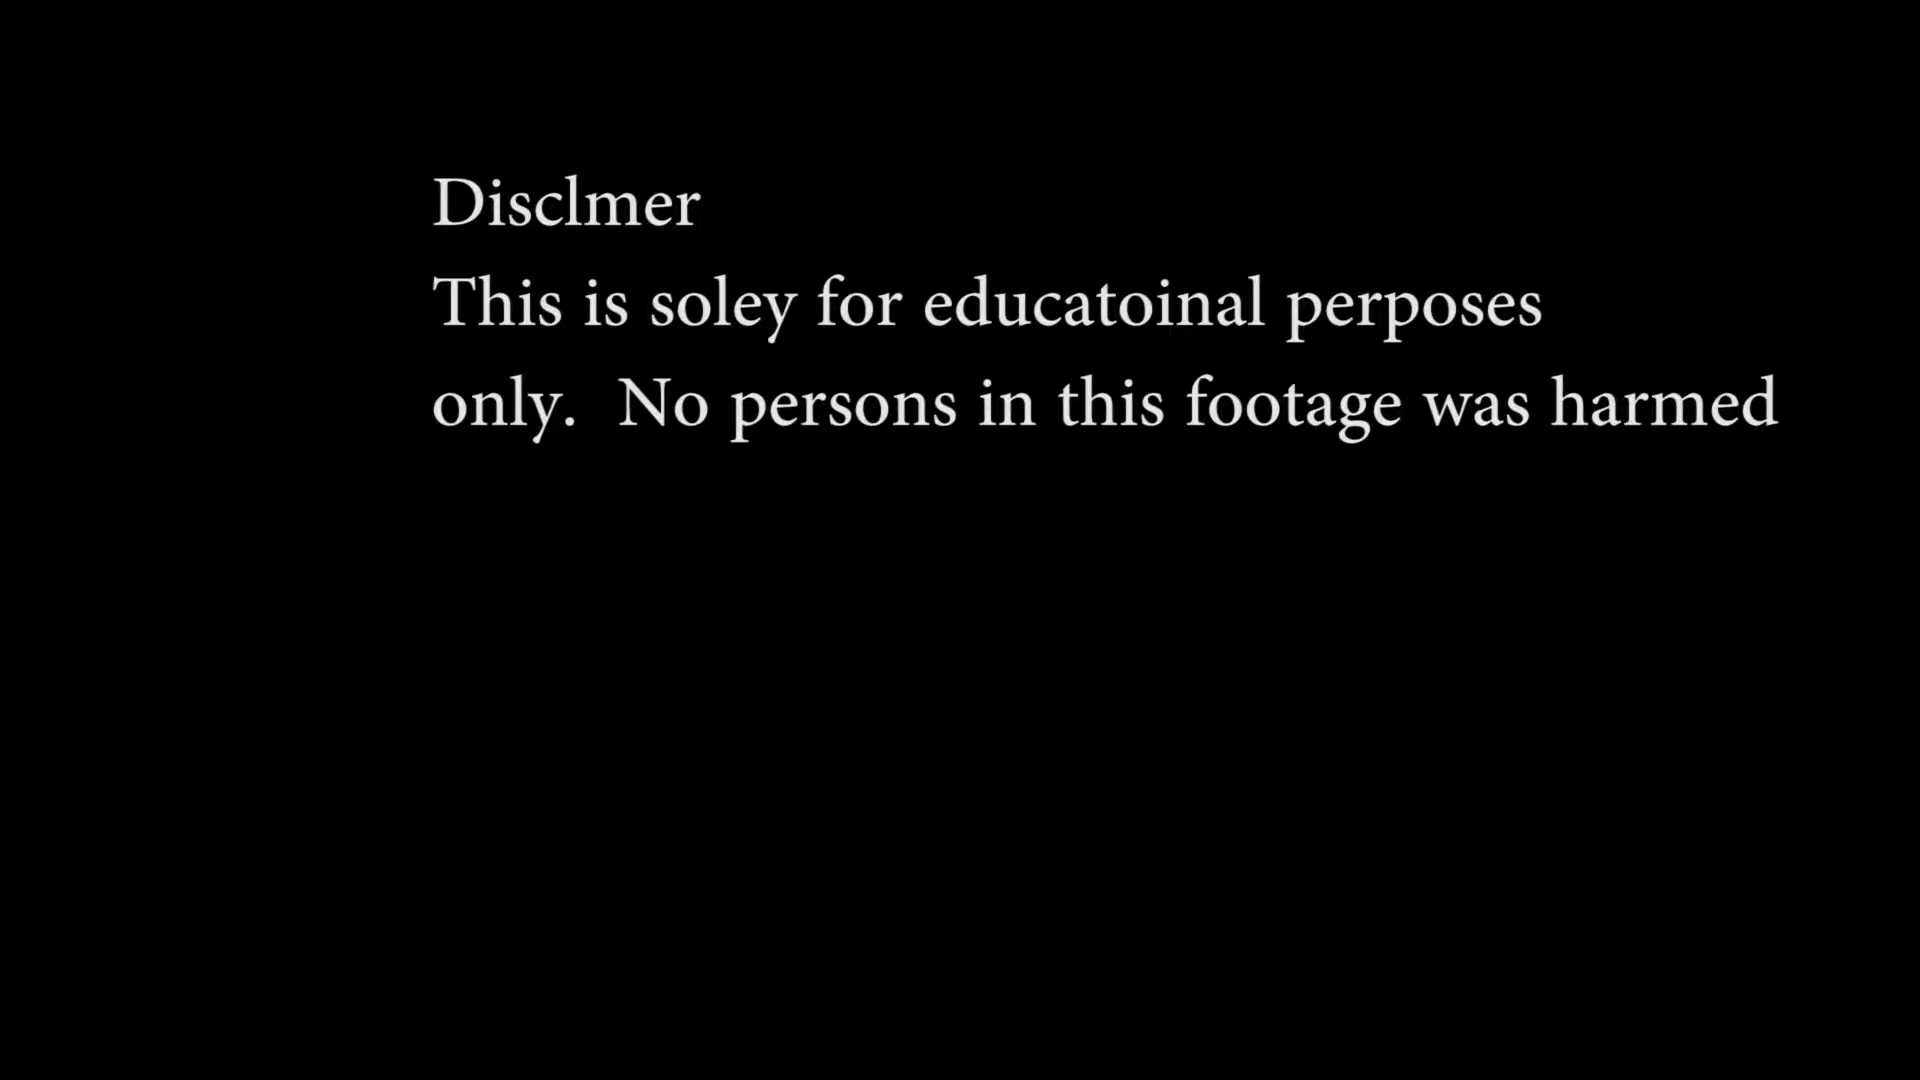 Disclmer
This is soley for educatoinal perposes
only.  No persons in this footage was harmed